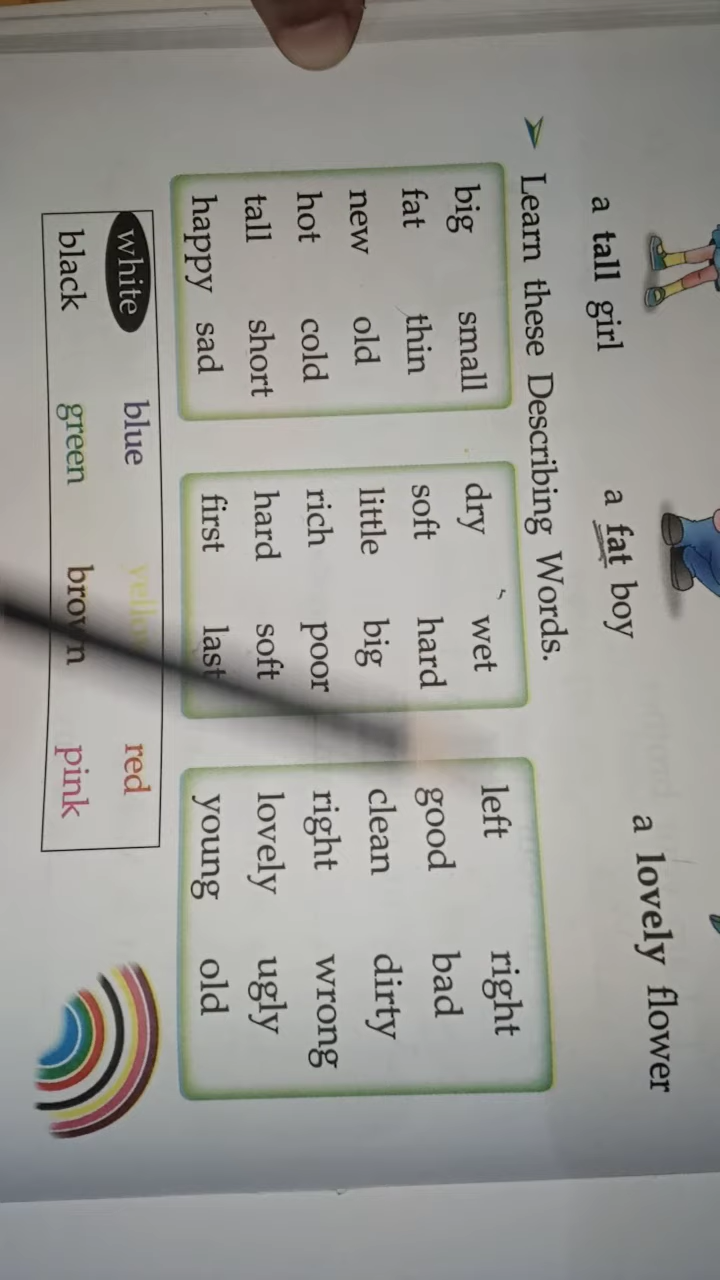 a tall girl a fat boy a lovely flower
➤ Learn these Describing Words.
big small
fat thin
new old
hot cold
tall short
happy sad
dry wet
soft hard
little big
rich poor
hard soft
first last
left right
good bad
clean dirty
right wrong
lovely ugly
young old
white blue yellow red
black green brown pink